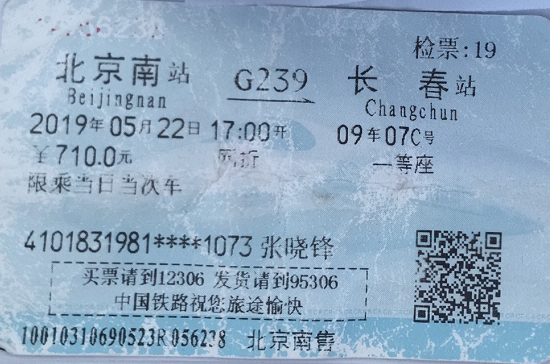 检票:19
北京南站 G239 长春站
Beijingnan Changchun
2019年05月22日 17:00开 09车07C号
￥710.0元 一等座
限乘当日当次车
4101831981****1073 张晓锋
买票请到12306 发货请到95306
中国铁路祝您旅途愉快
10010310690523R056238 北京南售